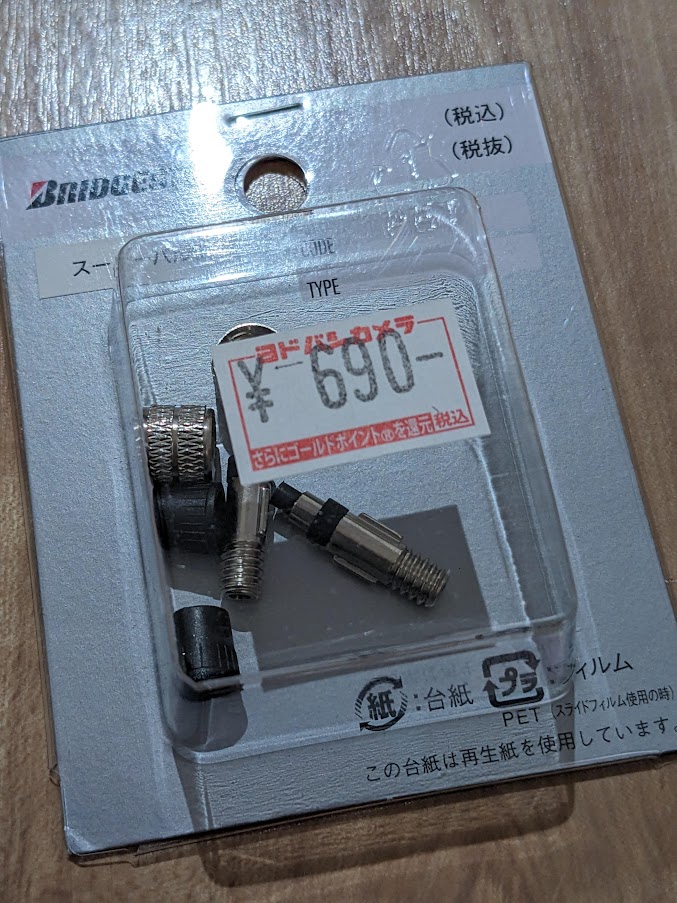 (税込)
(税抜)
CODE
TYPE
ヨドバシカメラ
¥-690-
さらにゴールドポイント®を還元 税込
紙:台紙 プラ:フィルム
PET (スライドフィルム使用の時)
この台紙は再生紙を使用しています。